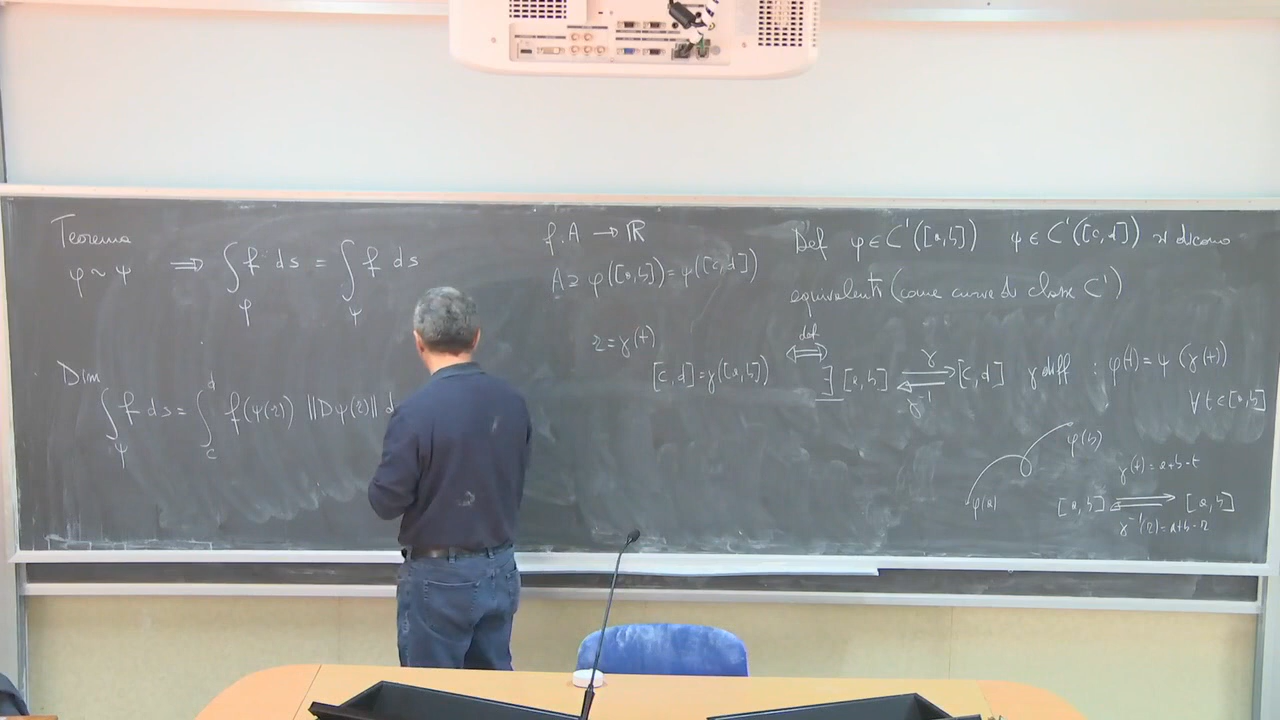 Teorema
φ ~ ψ ⟹ ∫_φ f ds = ∫_ψ f ds
Dim
∫_ψ f ds = ∫_c^d f(ψ(τ)) ||Dψ(τ)|| d
f: A → ℝ
A ⊇ φ([a,b]) = ψ([c,d])
τ = γ(t)
[c,d] = γ([a,b])
Def φ ∈ C¹([a,b]) ψ ∈ C¹([c,d]) si dicono
equivalenti (come curve di classe C¹)
⟺ def ∃ [a,b] ⇄ [c,d] γ diff : φ(t) = ψ(γ(t))
γ
γ⁻¹
∀ t ∈ [a,b]
φ(b)
φ(a)
γ(t) = a+b-t
[a,b] ⇄ [a,b]
γ⁻¹(τ) = a+b-τ